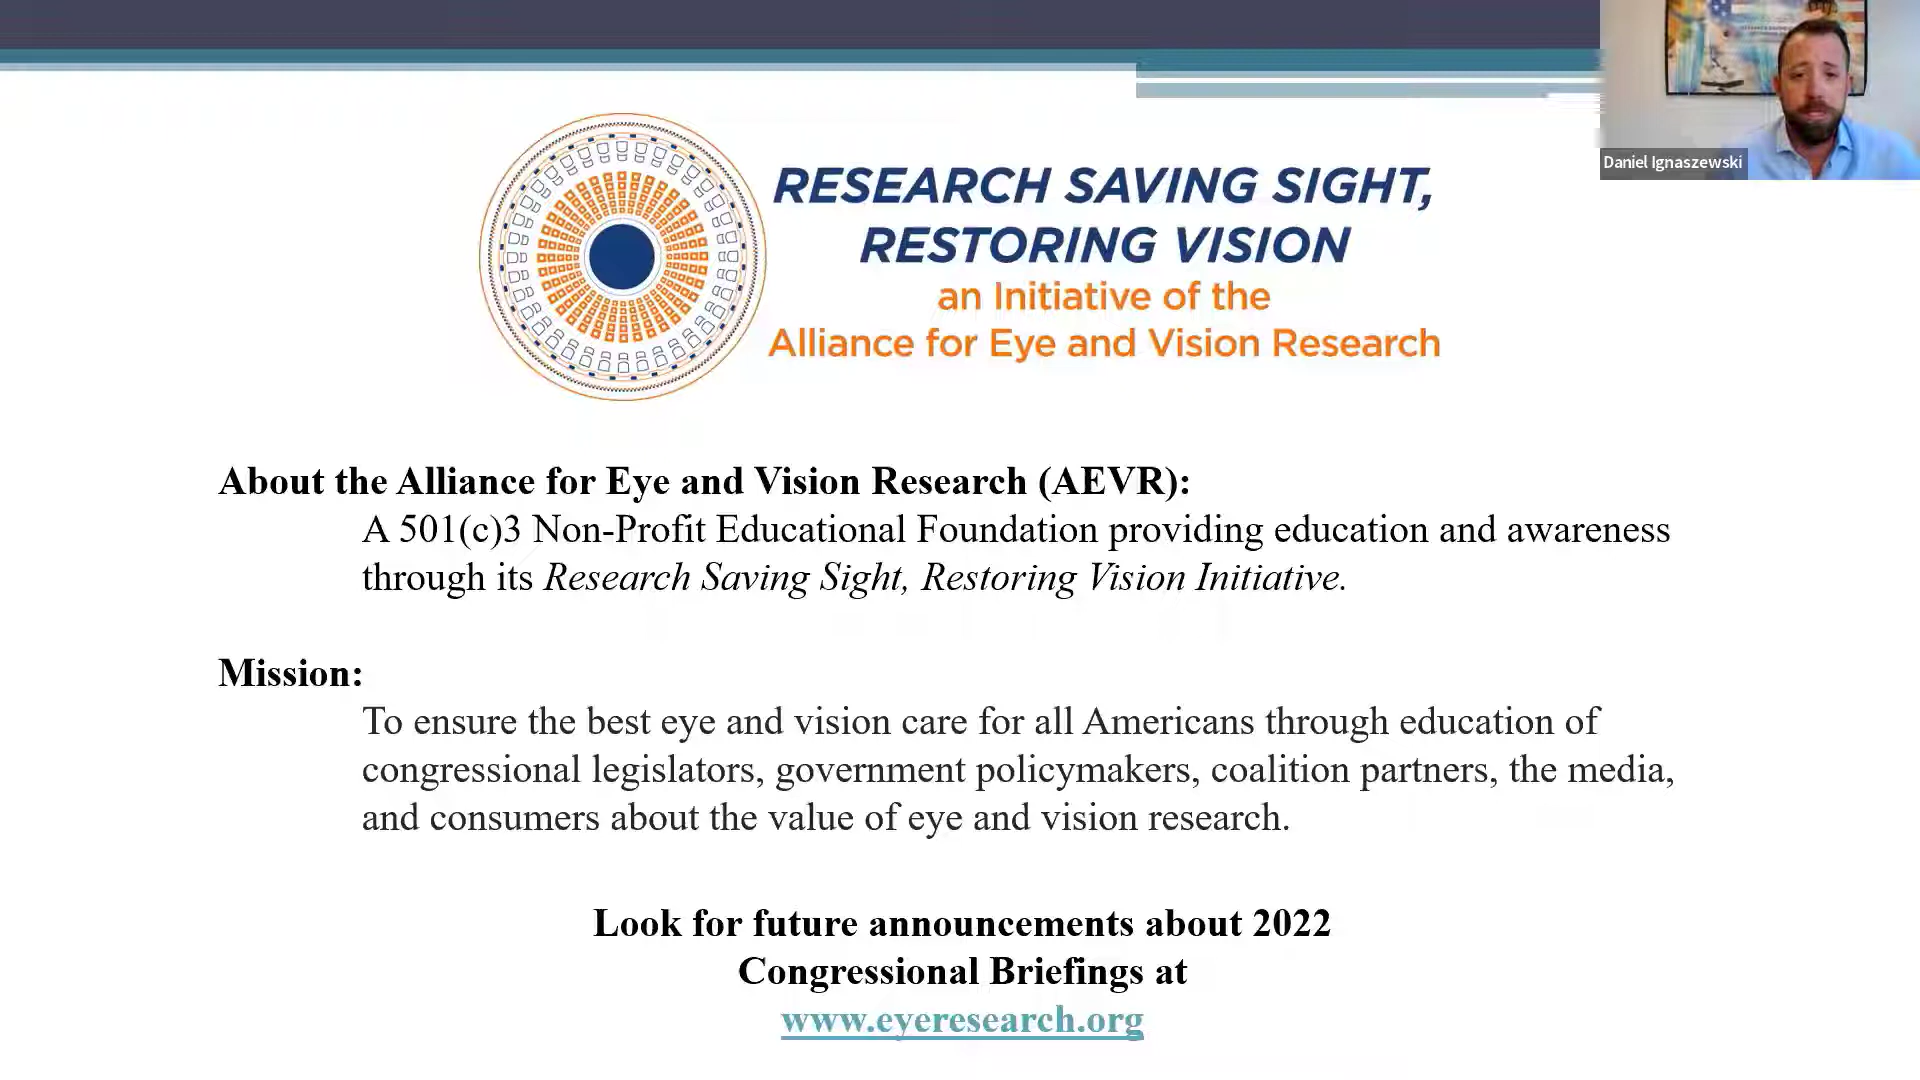 RESEARCH SAVING SIGHT,
RESTORING VISION
an Initiative of the
Alliance for Eye and Vision Research
Daniel Ignaszewski
About the Alliance for Eye and Vision Research (AEVR):
A 501(c)3 Non-Profit Educational Foundation providing education and awareness
through its Research Saving Sight, Restoring Vision Initiative.
Mission:
To ensure the best eye and vision care for all Americans through education of
congressional legislators, government policymakers, coalition partners, the media,
and consumers about the value of eye and vision research.
Look for future announcements about 2022
Congressional Briefings at
www.eyeresearch.org